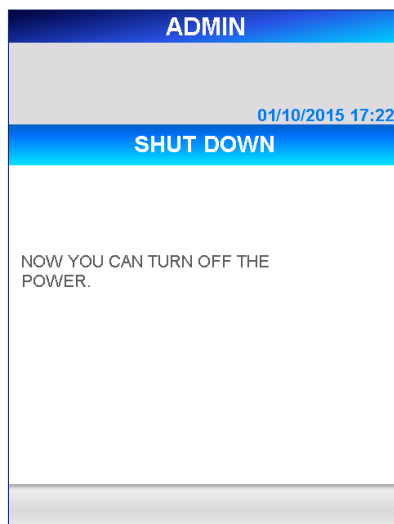 ADMIN
01/10/2015 17:22
SHUT DOWN
NOW YOU CAN TURN OFF THE
POWER.